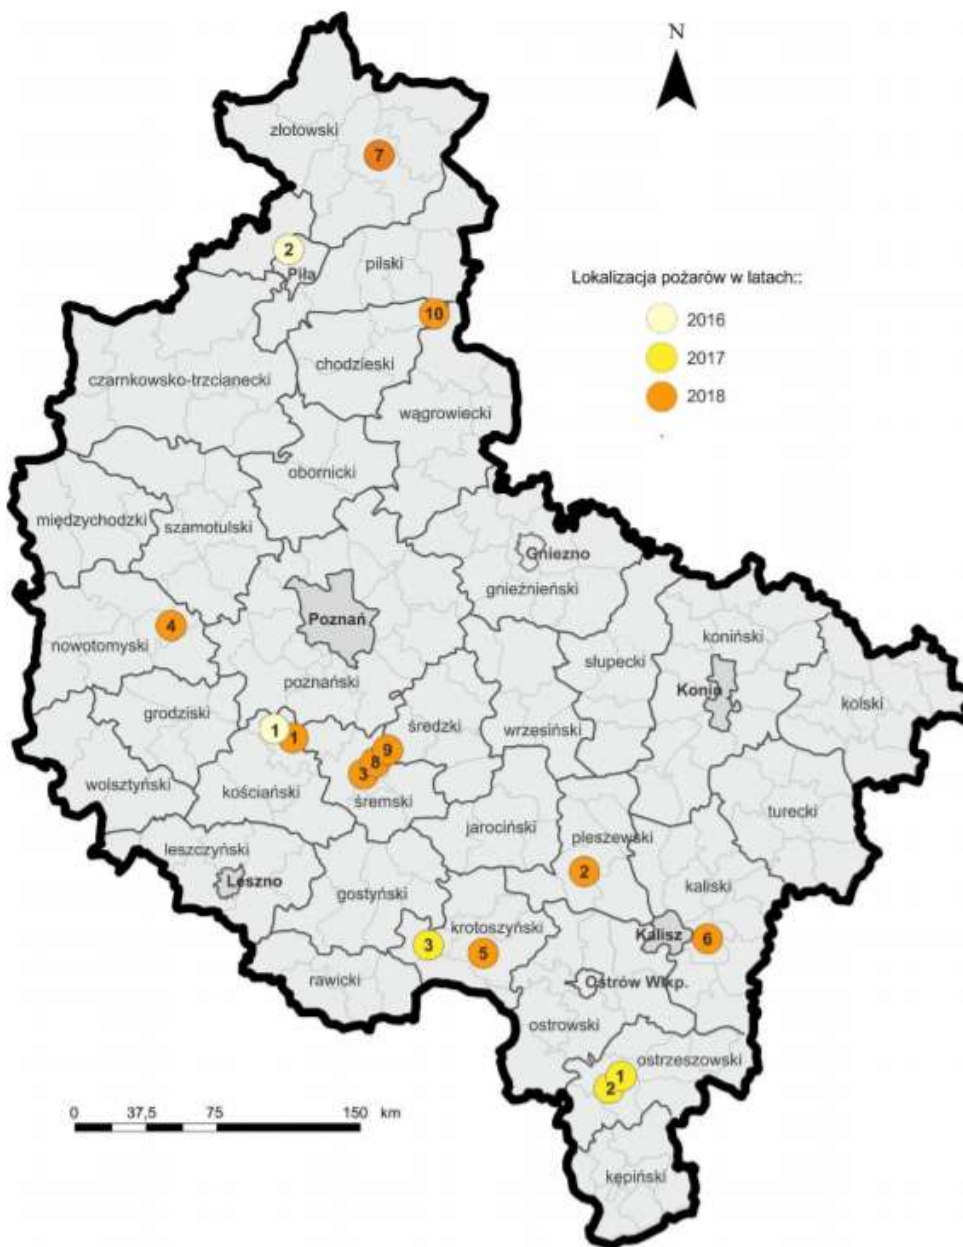 N
złotowski
7
2
Piła
pilski
Lokalizacja pożarów w latach::
2016
2017
2018
10
chodzieski
czarnkowsko-trzcianecki
wągrowiecki
obornicki
międzychodzki
szamotulski
Gniezno
gnieźnieński
Poznań
4
nowotomyski
koniński
słupecki
Konin
poznański
kolski
grodziski
średzki
wrzesiński
1
1
9
8
3
wolsztyński
kościański
śremski
turecki
jarociński
pleszewski
leszczyński
2
Leszno
gostyński
kaliski
krotoszyński
Kalisz
6
3
5
rawicki
Ostrów Wlkp.
ostrowski
ostrzeszowski
1
2
0 37,5 75 150 km
kępiński